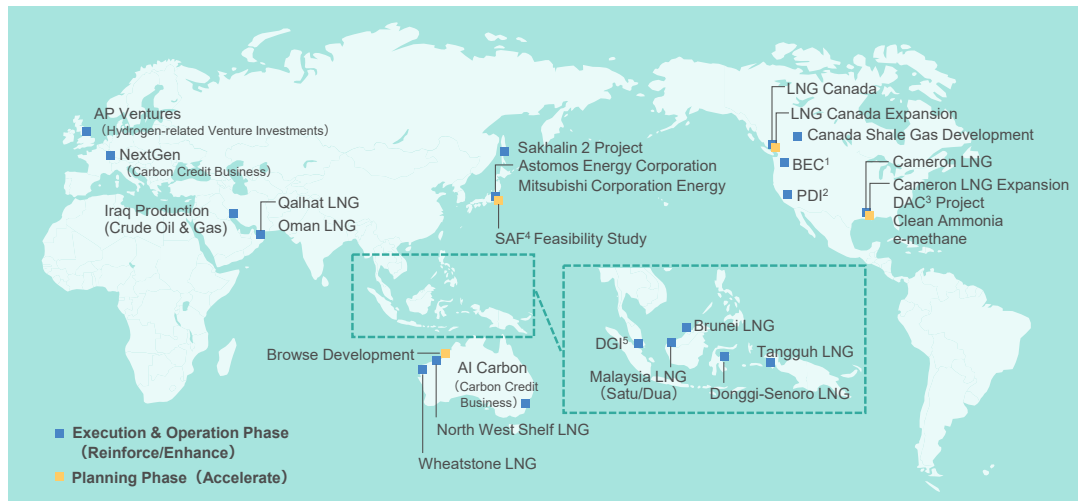 AP Ventures
（Hydrogen-related Venture Investments）
NextGen
（Carbon Credit Business）
Iraq Production
(Crude Oil & Gas)
Qalhat LNG
Oman LNG
Sakhalin 2 Project
Astomos Energy Corporation
Mitsubishi Corporation Energy
SAF⁴ Feasibility Study
LNG Canada
LNG Canada Expansion
Canada Shale Gas Development
BEC¹
PDI²
Cameron LNG
Cameron LNG Expansion
DAC³ Project
Clean Ammonia
e-methane
Browse Development
AI Carbon
（Carbon Credit
Business）
North West Shelf LNG
Wheatstone LNG
DGI⁵
Brunei LNG
Malaysia LNG
（Satu/Dua）
Tangguh LNG
Donggi-Senoro LNG
Execution & Operation Phase
（Reinforce/Enhance）
Planning Phase（Accelerate）